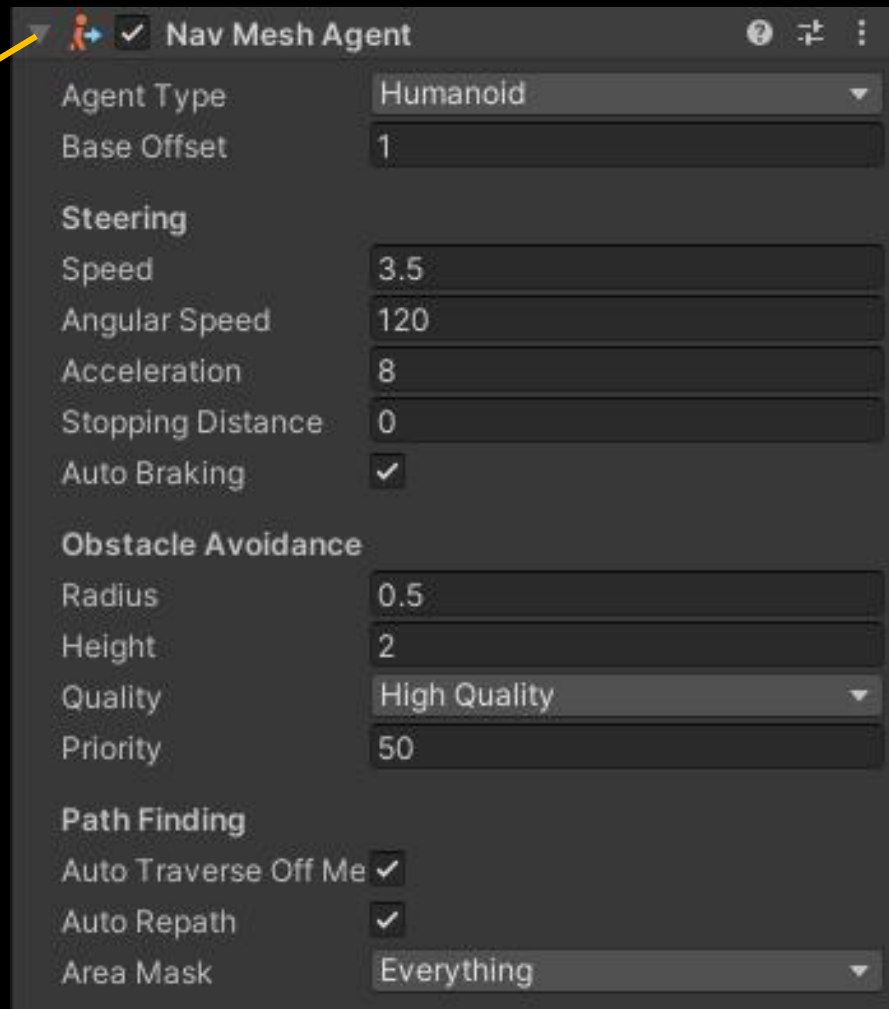 Nav Mesh Agent
Agent Type Humanoid
Base Offset 1
Steering
Speed 3.5
Angular Speed 120
Acceleration 8
Stopping Distance 0
Auto Braking
Obstacle Avoidance
Radius 0.5
Height 2
Quality High Quality
Priority 50
Path Finding
Auto Traverse Off Me
Auto Repath
Area Mask Everything